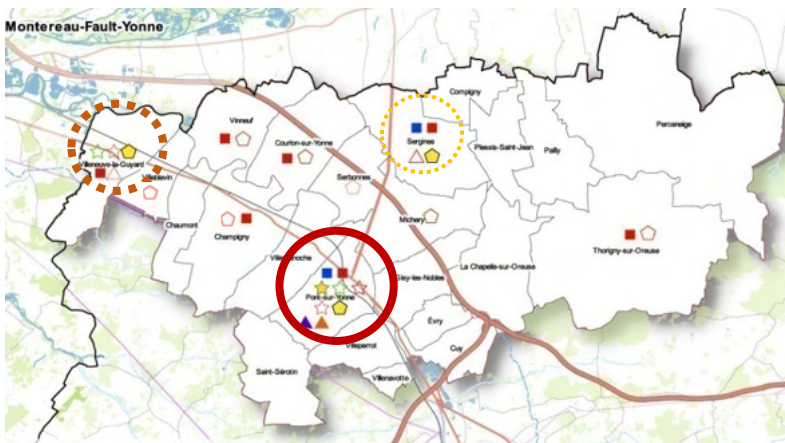 Montereau-Fault-Yonne
Compigny
Vinneuf
Courlon-sur-Yonne
Sergines
Perceneige
Plessis-Saint-Jean
Pailly
Villeneuve-la-Guyard
Villeblevin
Serbonnes
Chaumont
Champigny
Michery
Thorigny-sur-Oreuse
Gisy-les-Nobles
La Chapelle-sur-Oreuse
Pont-sur-Yonne
Évry
Villeperrot
Cuy
Saint-Sérotin
Villenavotte